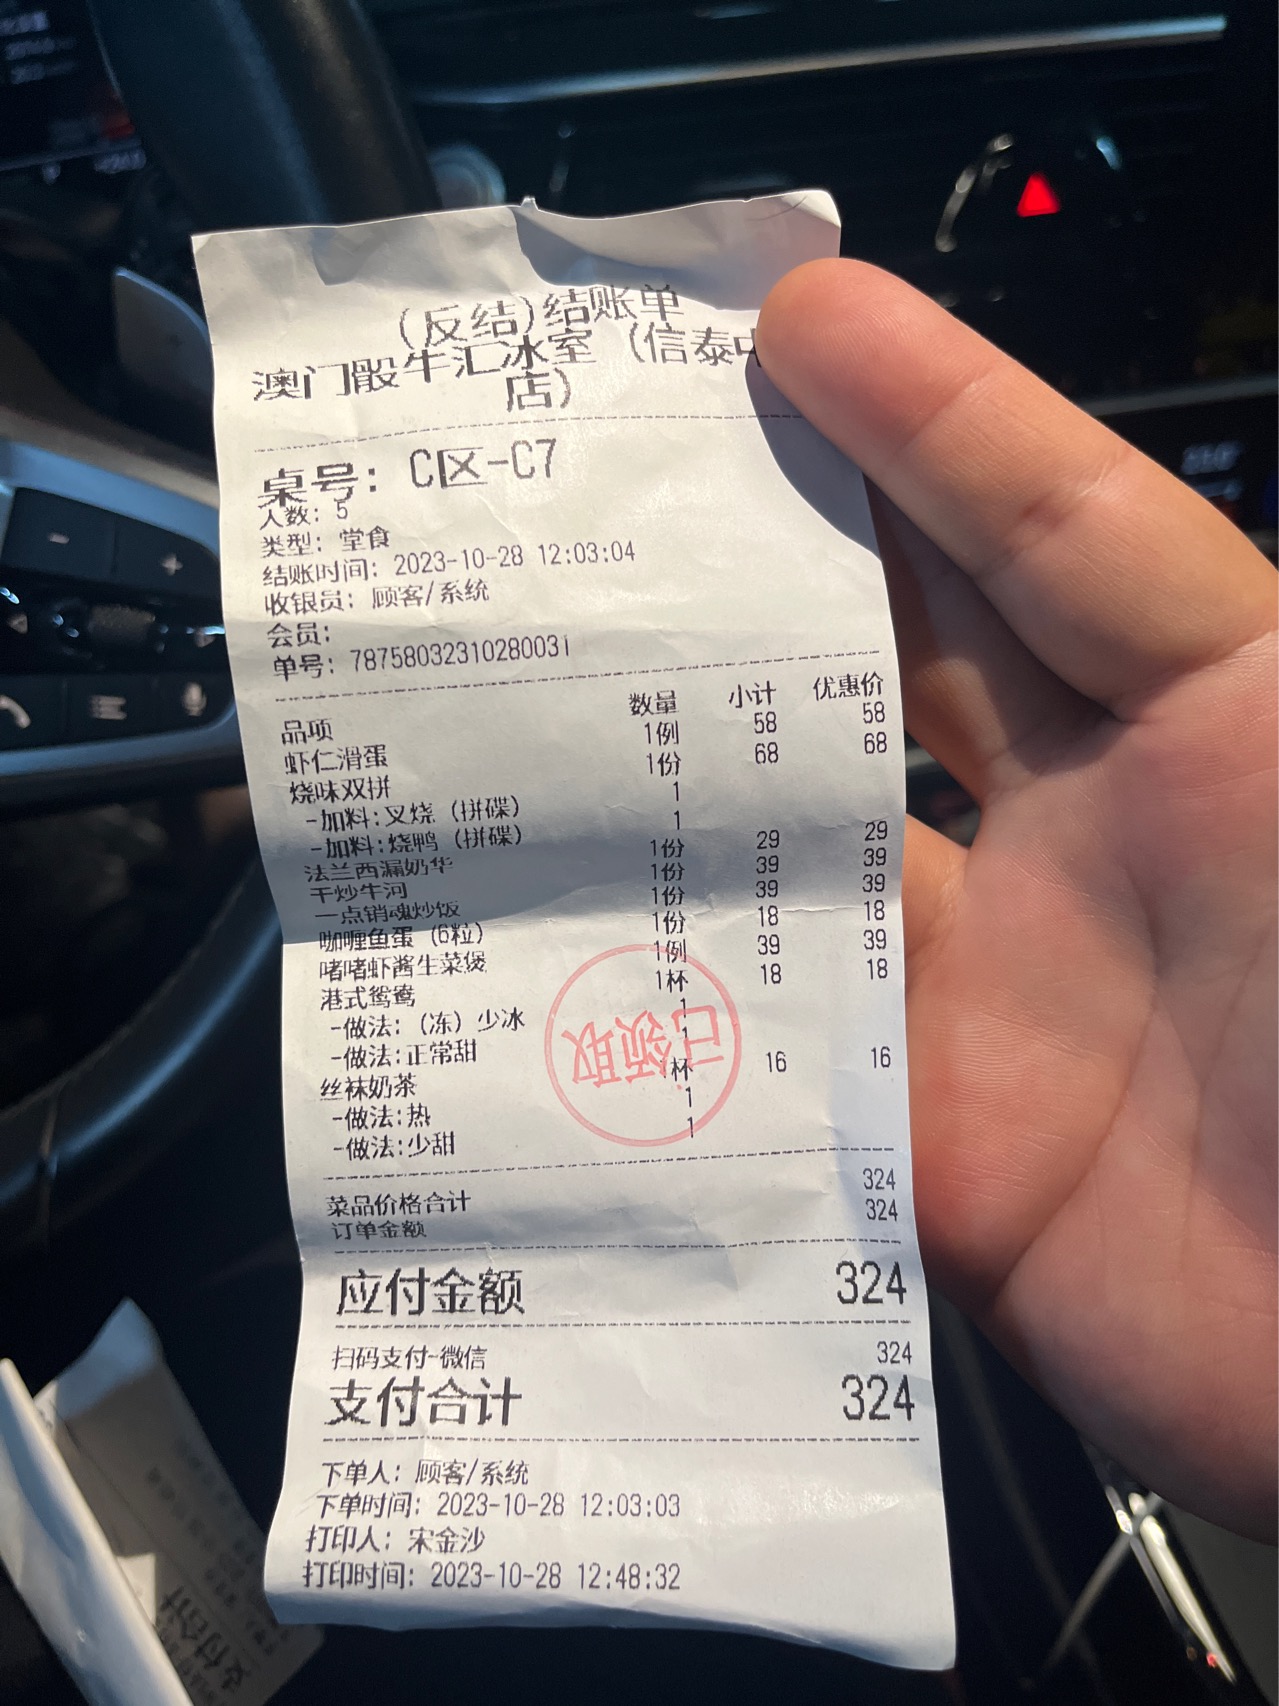 (反结)结账单
澳门骰牛汇冰室（信泰
店）
桌号：C区-C7
人数：5
类型：堂食
结账时间：2023-10-28 12:03:04
收银员：顾客/系统
会员：
单号：78758032310280031
品项 数量 小计 优惠价
虾仁滑蛋 1例 58 58
烧味双拼 1份 68 68
-加料:叉烧（拼碟） 1
-加料:烧鸭（拼碟） 1
法兰西漏奶华 1份 29 29
干炒牛河 1份 39 39
一点销魂炒饭 1份 39 39
咖喱鱼蛋（6粒） 1份 18 18
啫啫虾酱生菜煲 1例 39 39
港式鸳鸯 1杯 18 18
-做法:（冻）少冰 1
-做法:正常甜 1
丝袜奶茶 1杯 16 16
-做法:热 1
-做法:少甜 1
已领取
菜品价格合计 324
订单金额 324
应付金额 324
扫码支付-微信 324
支付合计 324
下单人：顾客/系统
下单时间：2023-10-28 12:03:03
打印人：宋金沙
打印时间：2023-10-28 12:48:32
支付合计